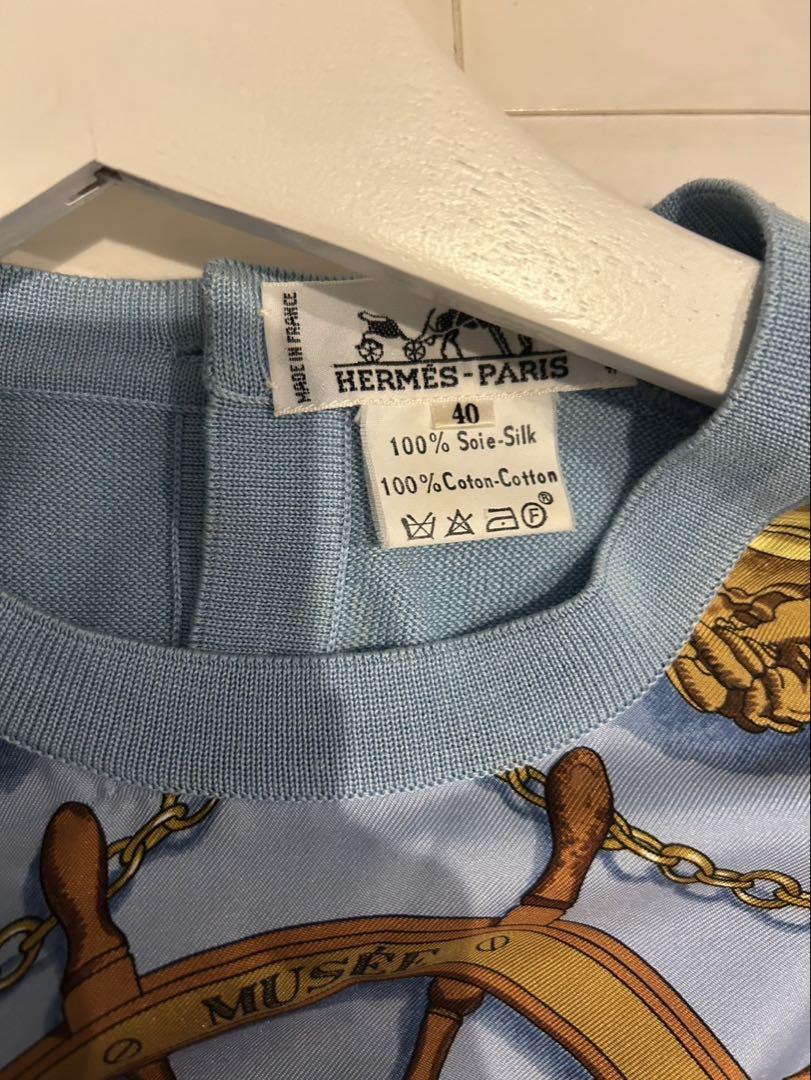 MADE IN FRANCE
HERMÈS-PARIS
40
100% Soie-Silk
100% Coton-Cotton
F®
MUSÉE